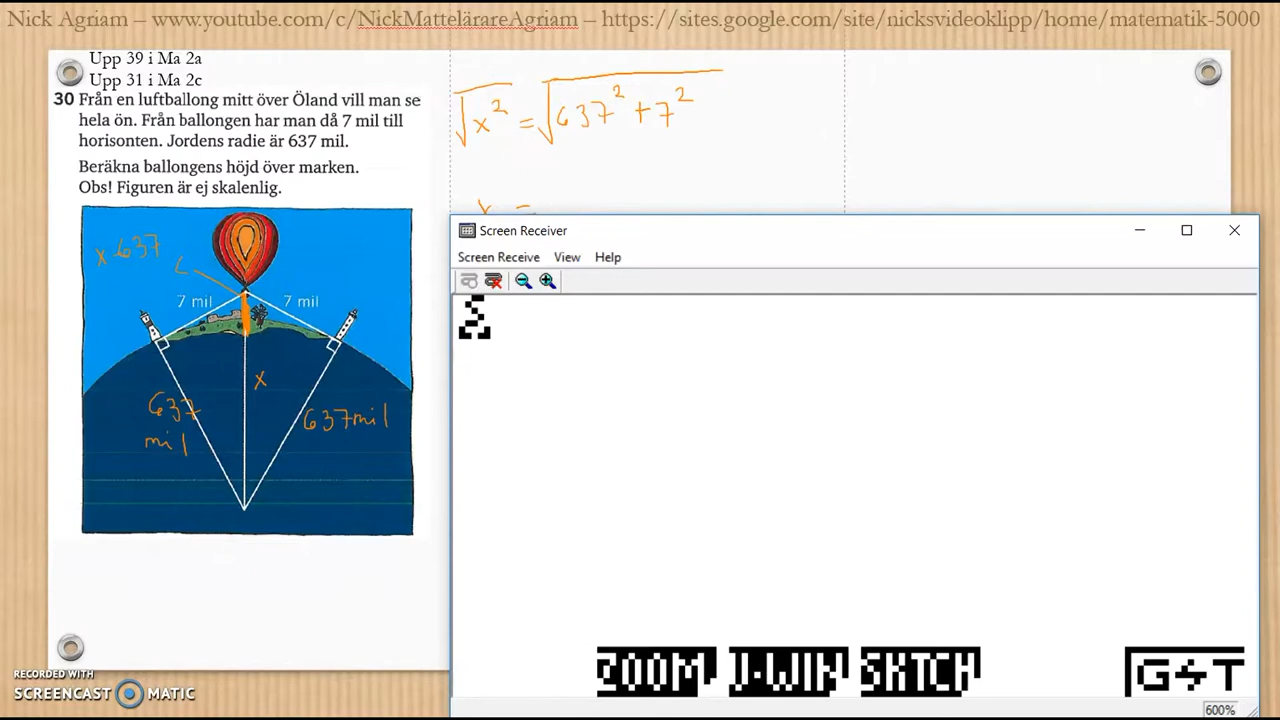 Nick Agriam – www.youtube.com/c/NickMattelärareAgriam – https://sites.google.com/site/nicksvideoklipp/home/matematik-5000
Upp 39 i Ma 2a
Upp 31 i Ma 2c
30 Från en luftballong mitt över Öland vill man se
hela ön. Från ballongen har man då 7 mil till
horisonten. Jordens radie är 637 mil.
Beräkna ballongens höjd över marken.
Obs! Figuren är ej skalenlig.
x-637
7 mil
7 mil
x
637
mil
637mil
√x² = √637² + 7²
x =
Screen Receiver
Screen Receive View Help
ZOOM V-WIN SKTCH G↔T
600%
RECORDED WITH
SCREENCAST MATIC